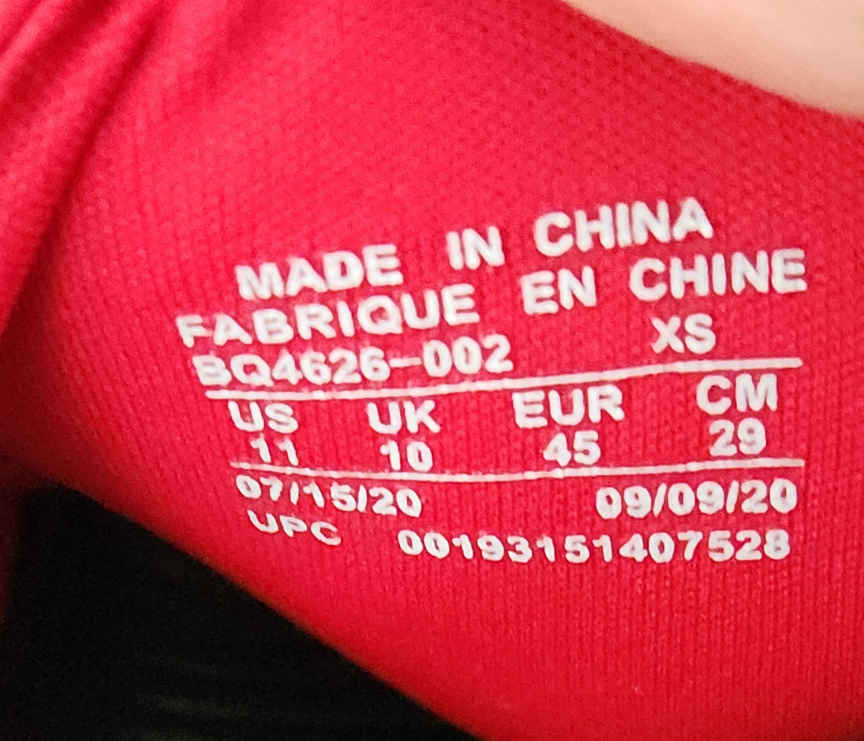 MADE IN CHINA
FABRIQUE EN CHINE
BQ4626-002 XS
US UK EUR CM
11 10 45 29
07/15/20 09/09/20
UPC 00193151407528